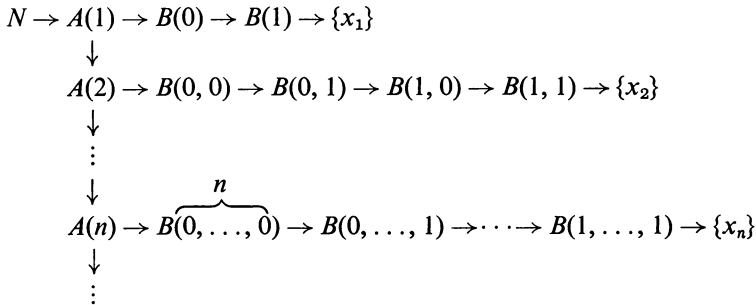 N → A(1) → B(0) → B(1) → {x₁}
↓
A(2) → B(0, 0) → B(0, 1) → B(1, 0) → B(1, 1) → {x₂}
↓
⋮
↓
n
A(n) → B(0, . . . , 0) → B(0, . . . , 1) → · · · → B(1, . . . , 1) → {xₙ}
↓
⋮